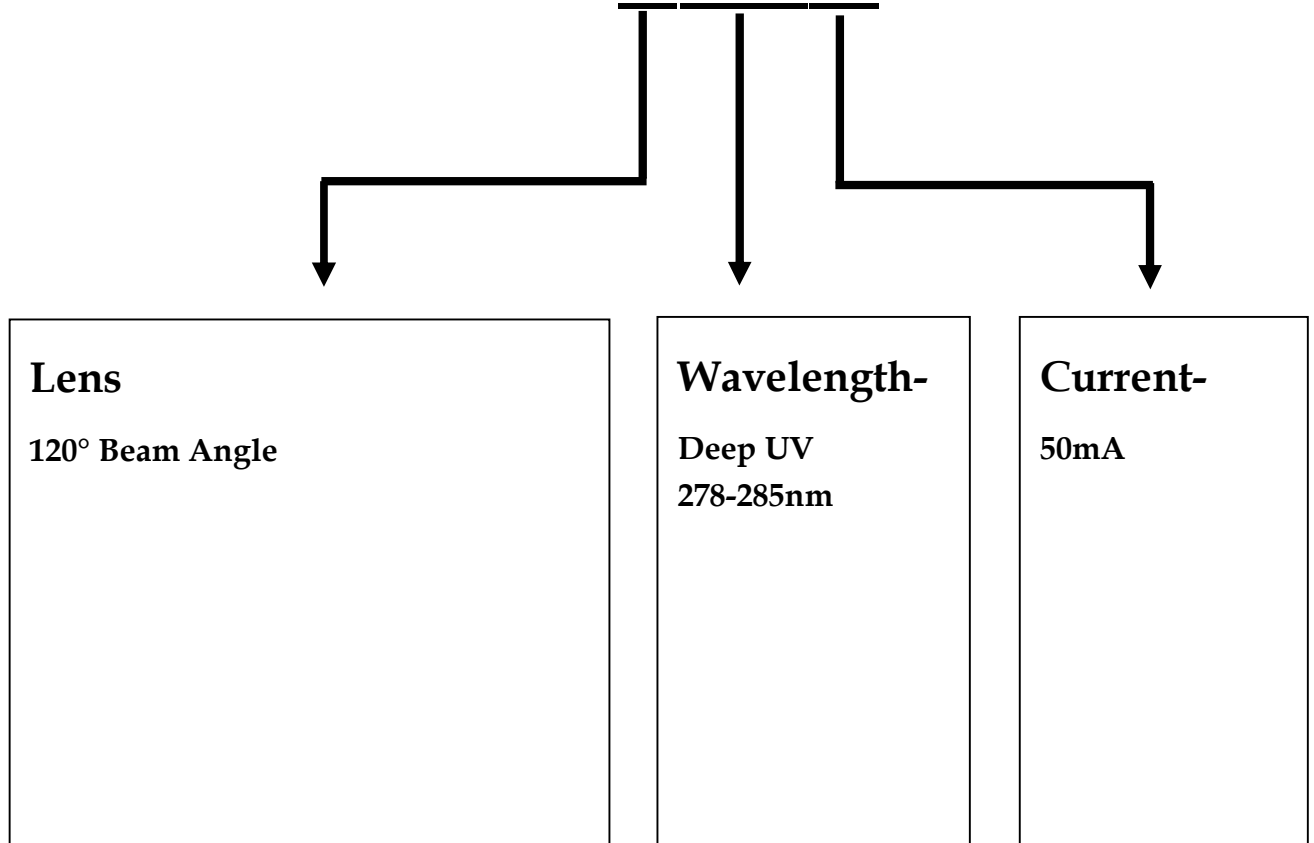 Lens
120° Beam Angle
Wavelength-
Deep UV
278-285nm
Current-
50mA